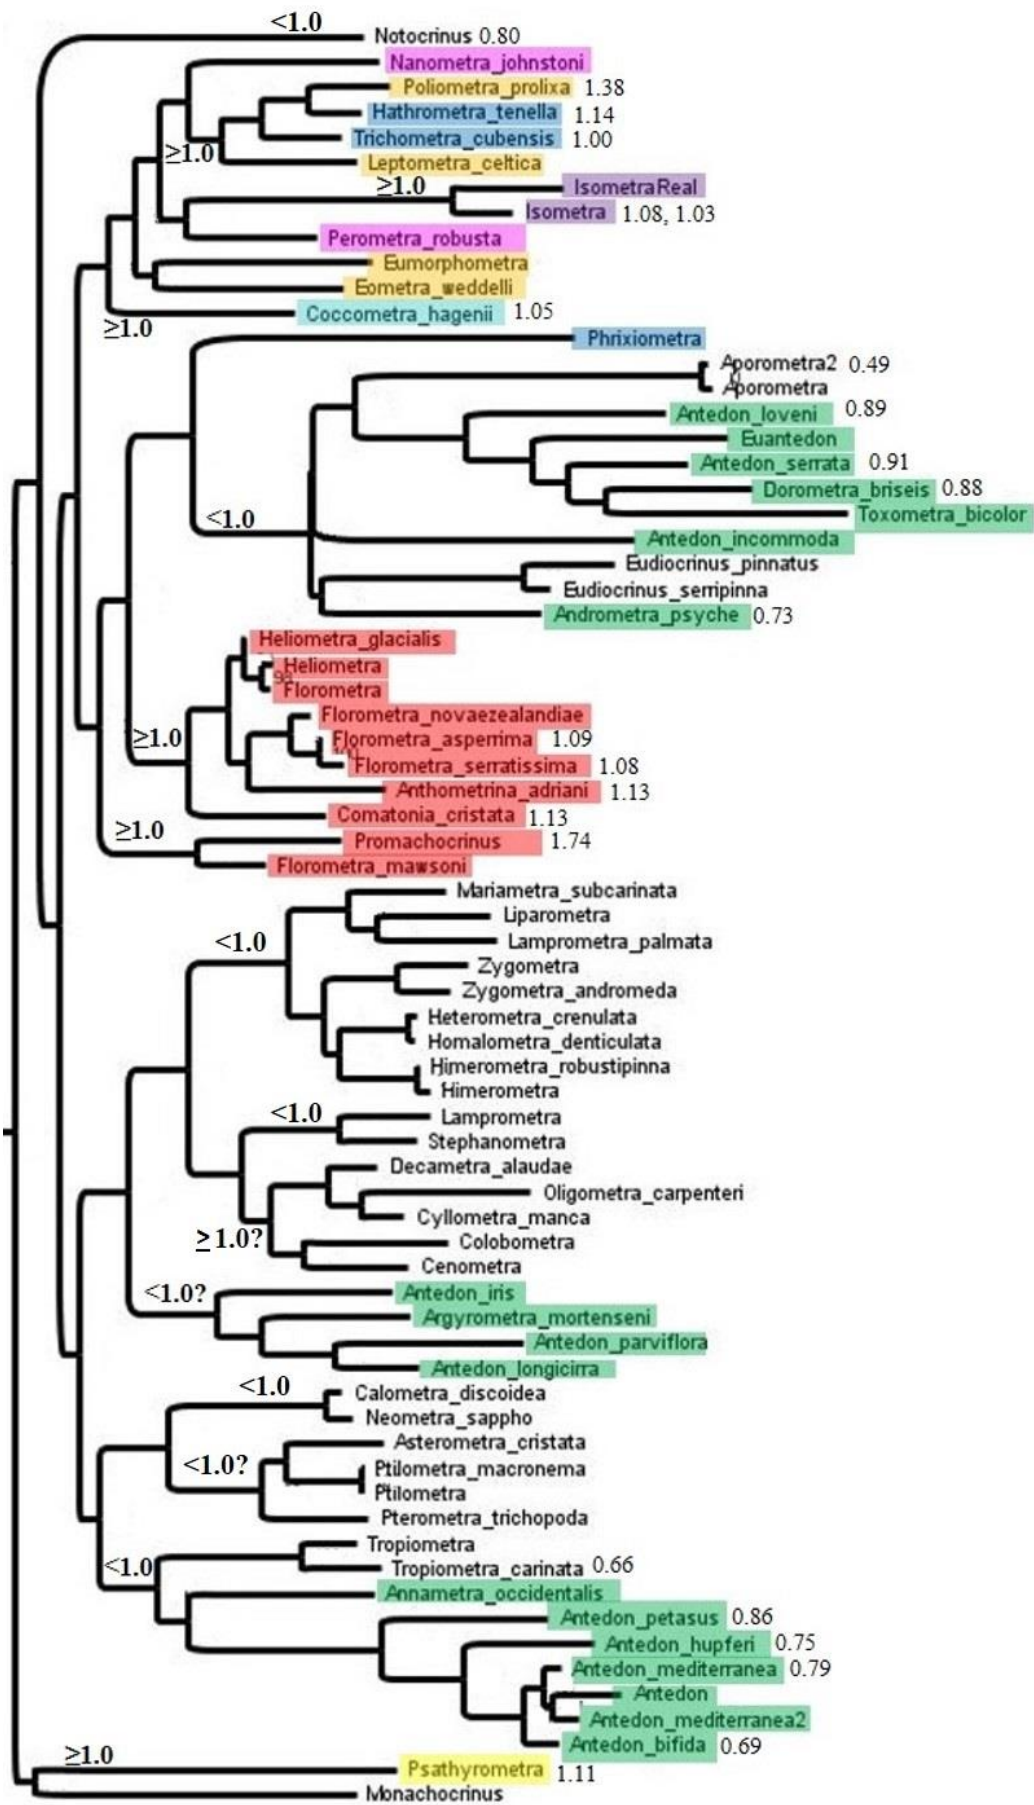 <1.0
Notocrinus 0.80
Nanometra_johnstoni
Poliometra_prolixa 1.38
Hathrometra_tenella 1.14
Trichometra_cubensis 1.00
≥1.0
Leptometra_celtica
≥1.0
IsometraReal
Isometra 1.08, 1.03
Perometra_robusta
Eumorphometra
Eometra_weddelli
Coccometra_hagenii 1.05
≥1.0
Phrixiometra
Aporometra2 0.49
Aporometra
Antedon_loveni 0.89
Euantedon
Antedon_serrata 0.91
Dorometra_briseis 0.88
Toxometra_bicolor
<1.0
Antedon_incommoda
Eudiocrinus_pinnatus
Eudiocrinus_serripinna
Andrometra_psyche 0.73
Heliometra_glacialis
Heliometra
98
Florometra
Florometra_novaezealandiae
≥1.0
Florometra_asperrima 1.09
Florometra_serratissima 1.08
Anthometrina_adriani 1.13
Comatonia_cristata 1.13
≥1.0
Promachocrinus 1.74
Florometra_mawsoni
Mariametra_subcarinata
Liparometra
<1.0
Lamprometra_palmata
Zygometra
Zygometra_andromeda
Heterometra_crenulata
Homalometra_denticulata
Himerometra_robustipinna
Himerometra
<1.0
Lamprometra
Stephanometra
Decametra_alaudae
Oligometra_carpenteri
Cyllometra_manca
≥1.0?
Colobometra
Cenometra
<1.0?
Antedon_iris
Argyrometra_mortenseni
Antedon_parviflora
Antedon_longicirra
<1.0
Calometra_discoidea
Neometra_sappho
Asterometra_cristata
<1.0?
Ptilometra_macronema
Ptilometra
Pterometra_trichopoda
Tropiometra
<1.0
Tropiometra_carinata 0.66
Annametra_occidentalis
Antedon_petasus 0.86
Antedon_hupferi 0.75
Antedon_mediterranea 0.79
Antedon
Antedon_mediterranea2
Antedon_bifida 0.69
≥1.0
Psathyrometra 1.11
Monachocrinus